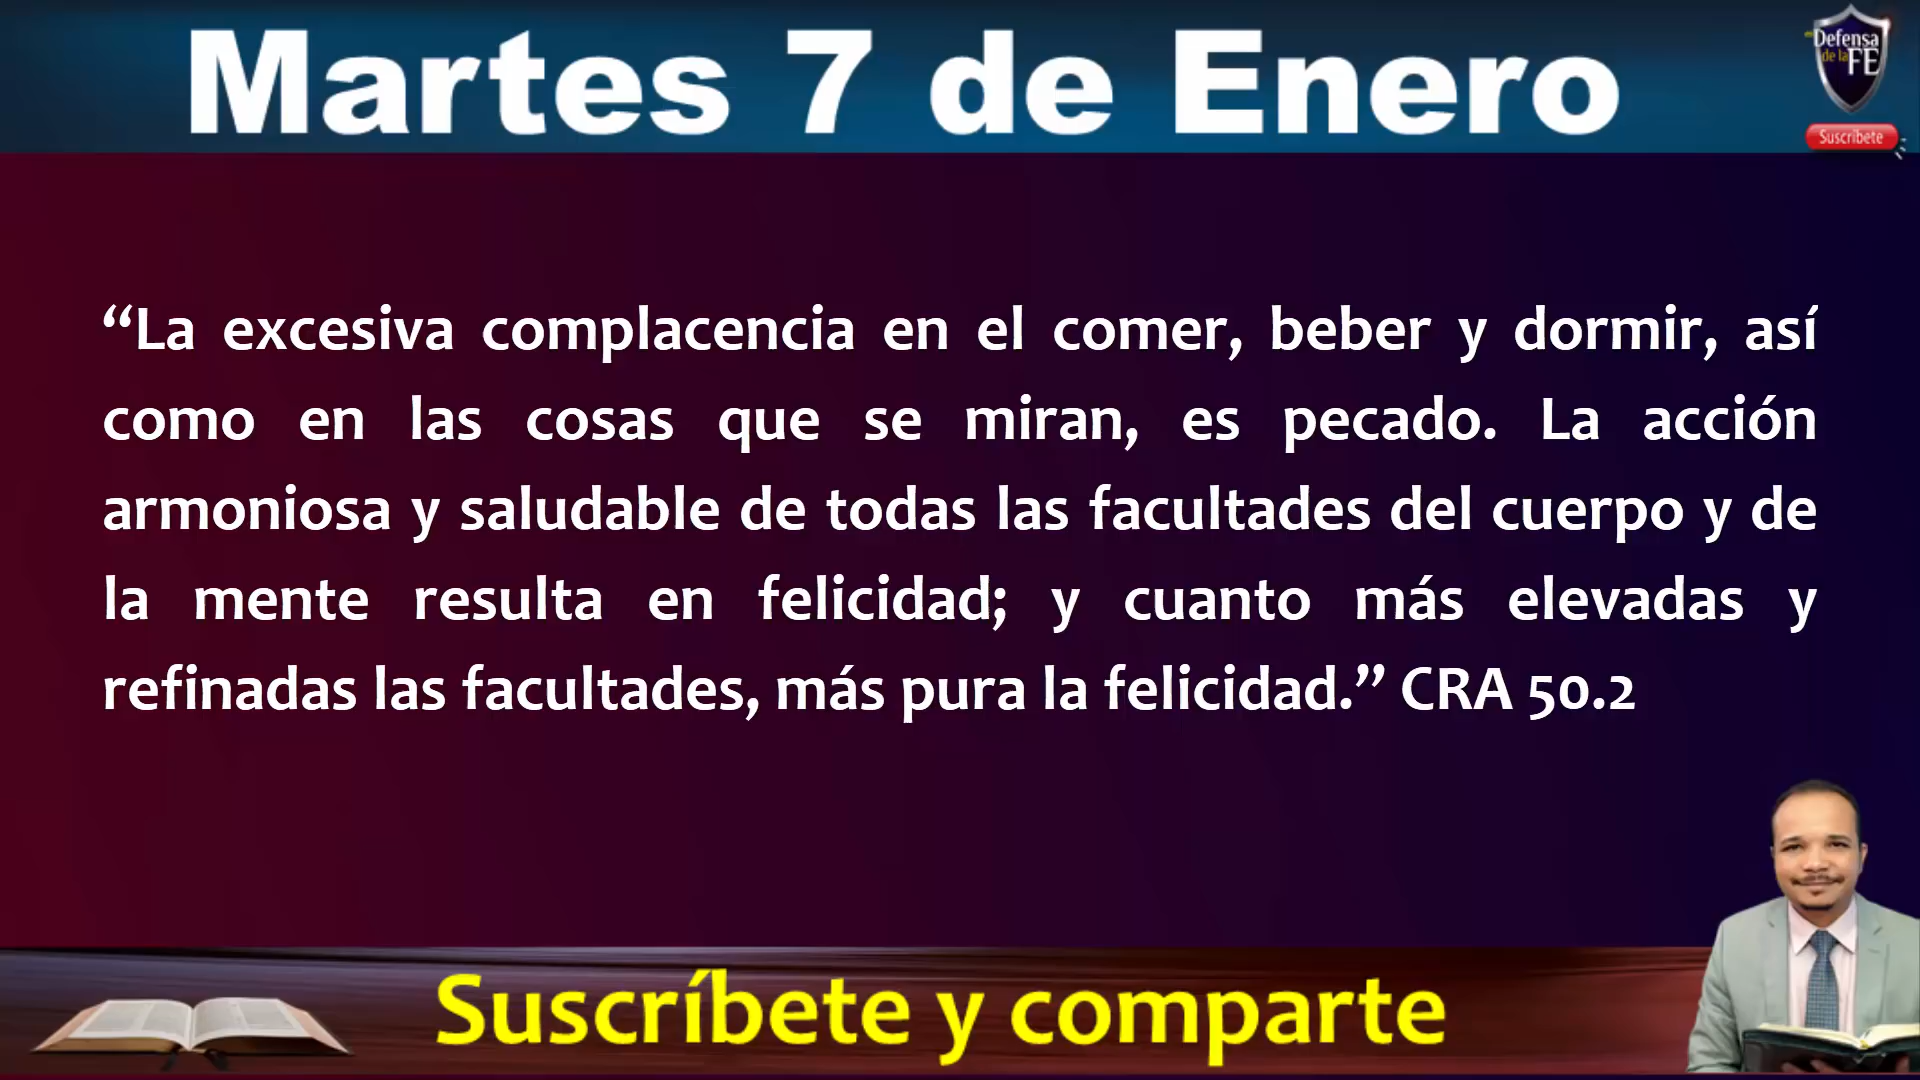 Martes 7 de Enero
Defensa
de la FE
Suscríbete
“La excesiva complacencia en el comer, beber y dormir, así
como en las cosas que se miran, es pecado. La acción
armoniosa y saludable de todas las facultades del cuerpo y de
la mente resulta en felicidad; y cuanto más elevadas y
refinadas las facultades, más pura la felicidad.” CRA 50.2
Suscríbete y comparte